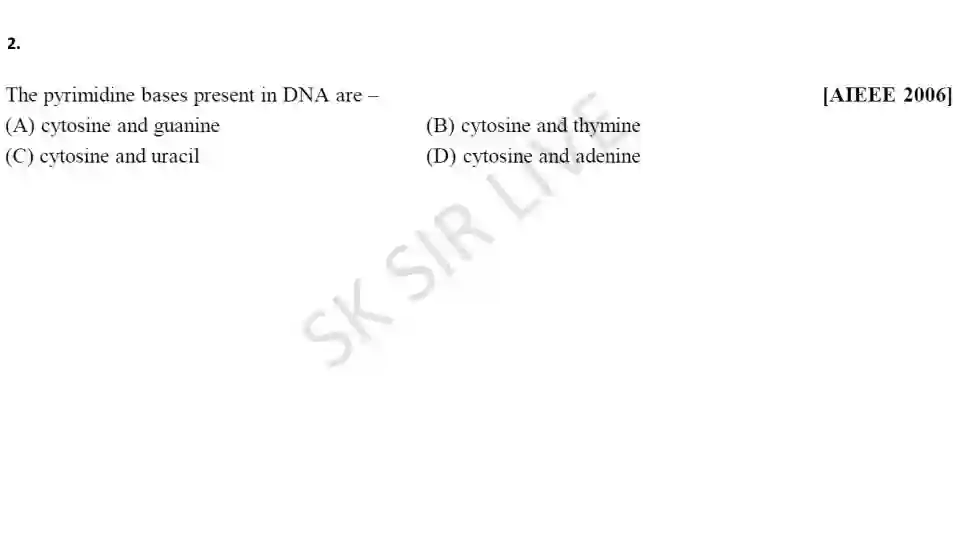 2.
The pyrimidine bases present in DNA are – [AIEEE 2006]
(A) cytosine and guanine (B) cytosine and thymine
(C) cytosine and uracil (D) cytosine and adenine
SK SIR LIVE